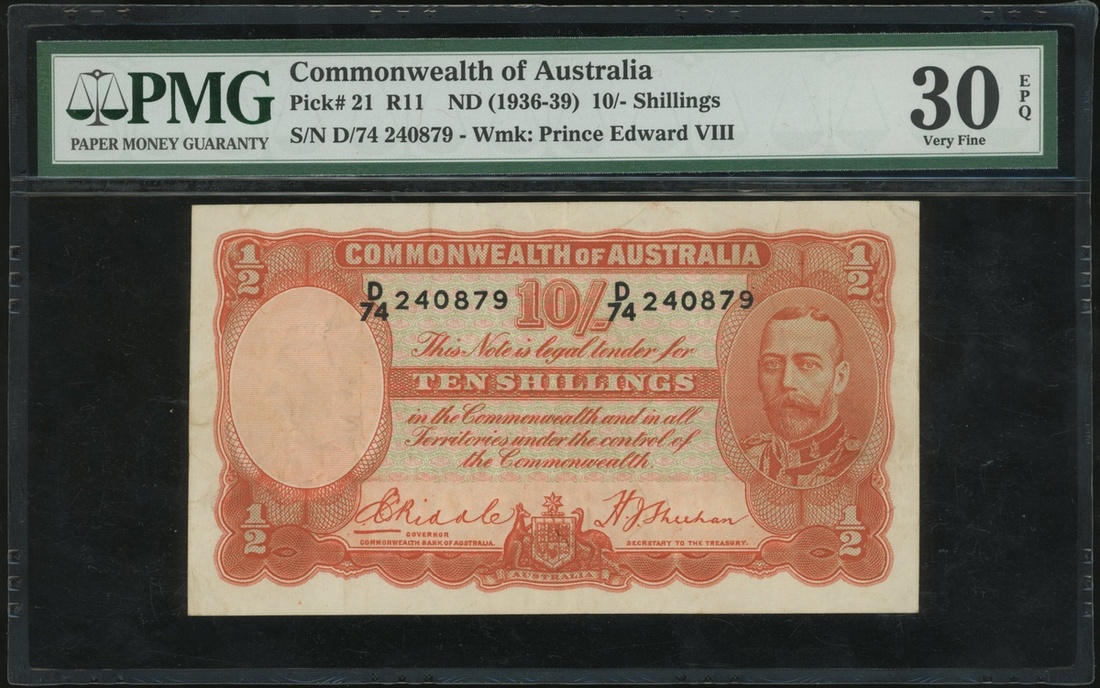 PMG
PAPER MONEY GUARANTY
Commonwealth of Australia
Pick# 21 R11 ND (1936-39) 10/- Shillings
S/N D/74 240879 - Wmk: Prince Edward VIII
30 EPQ
Very Fine
1/2 COMMONWEALTH OF AUSTRALIA 1/2
D/74 240879 10/- D/74 240879
This Note is legal tender for
TEN SHILLINGS
in the Commonwealth and in all
Territories under the control of
the Commonwealth.
1/2 1/2
E Riddle H J Sheehan
GOVERNOR
COMMONWEALTH BANK OF AUSTRALIA.
SECRETARY TO THE TREASURY.
AUSTRALIA